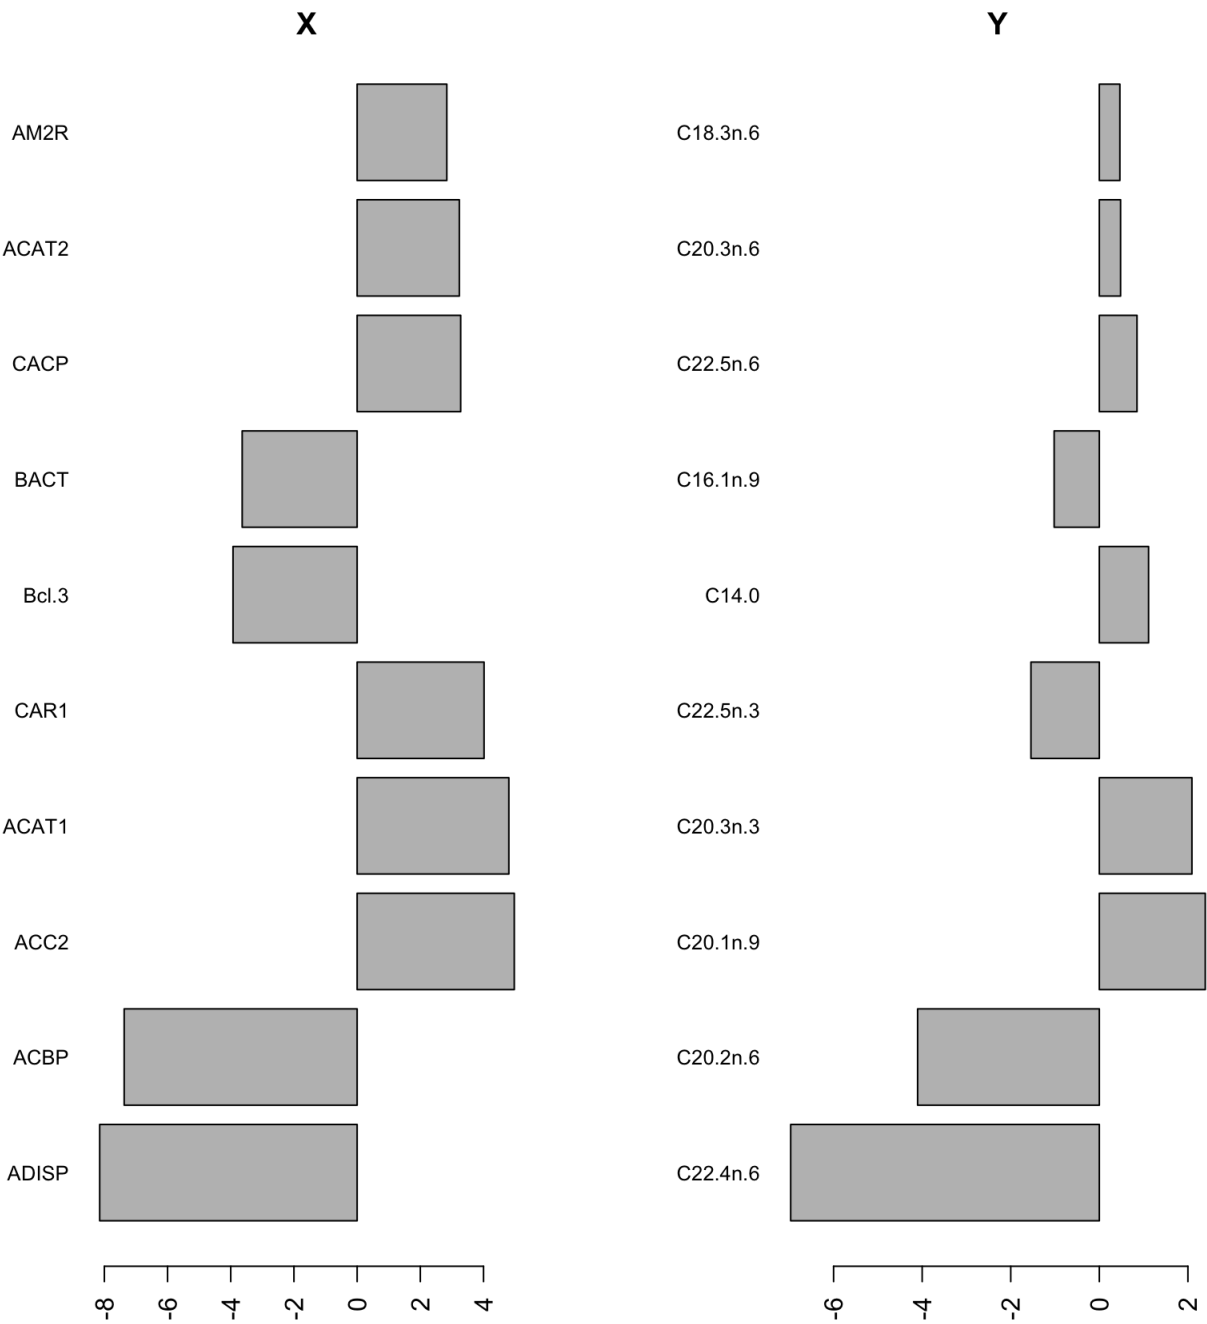 X
AM2R
ACAT2
CACP
BACT
Bcl.3
CAR1
ACAT1
ACC2
ACBP
ADISP
-8 -6 -4 -2 0 2 4
Y
C18.3n.6
C20.3n.6
C22.5n.6
C16.1n.9
C14.0
C22.5n.3
C20.3n.3
C20.1n.9
C20.2n.6
C22.4n.6
-6 -4 -2 0 2